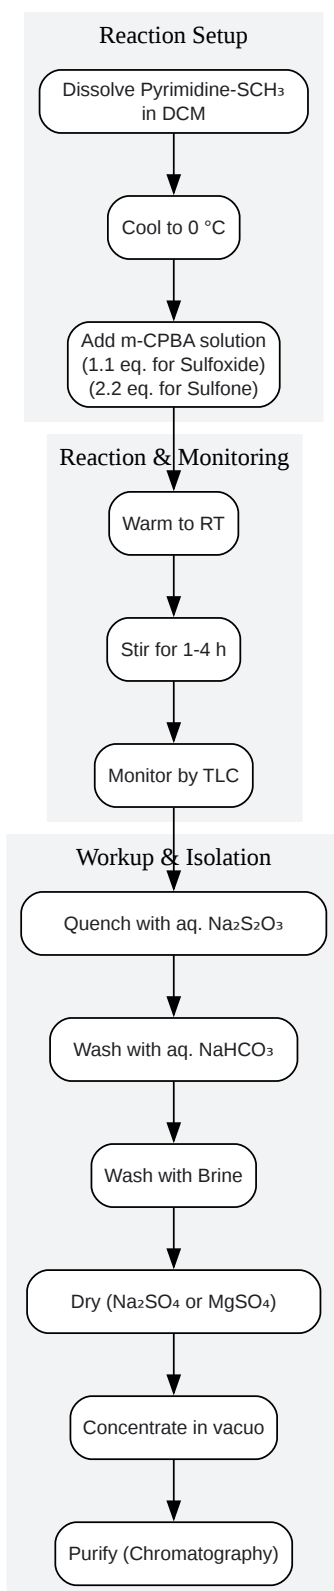 Reaction Setup
Dissolve Pyrimidine-SCH₃
in DCM
Cool to 0 °C
Add m-CPBA solution
(1.1 eq. for Sulfoxide)
(2.2 eq. for Sulfone)
Reaction & Monitoring
Warm to RT
Stir for 1-4 h
Monitor by TLC
Workup & Isolation
Quench with aq. Na₂S₂O₃
Wash with aq. NaHCO₃
Wash with Brine
Dry (Na₂SO₄ or MgSO₄)
Concentrate in vacuo
Purify (Chromatography)